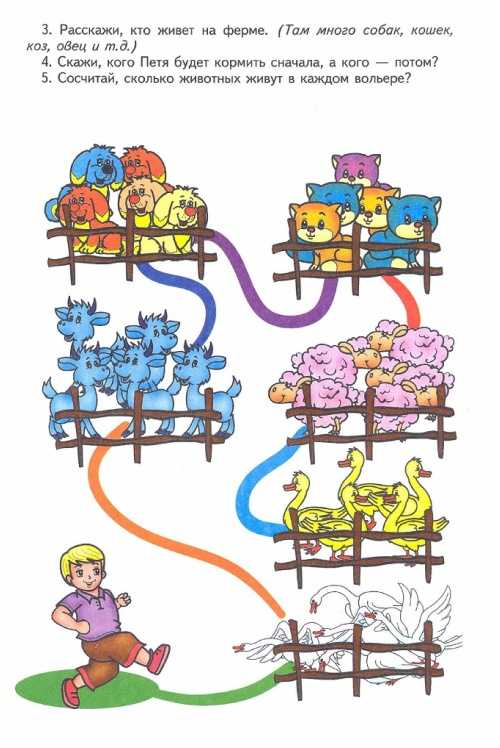 3. Расскажи, кто живет на ферме. (Там много собак, кошек,
коз, овец и т.д.)
4. Скажи, кого Петя будет кормить сначала, а кого — потом?
5. Сосчитай, сколько животных живут в каждом вольере?